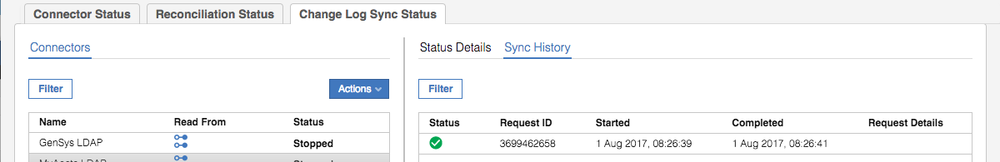 Connector Status Reconciliation Status Change Log Sync Status
Connectors
Filter
Actions
Name Read From Status
GenSys LDAP Stopped
Status Details Sync History
Filter
Status Request ID Started Completed Request Details
3699462658 1 Aug 2017, 08:26:39 1 Aug 2017, 08:26:41